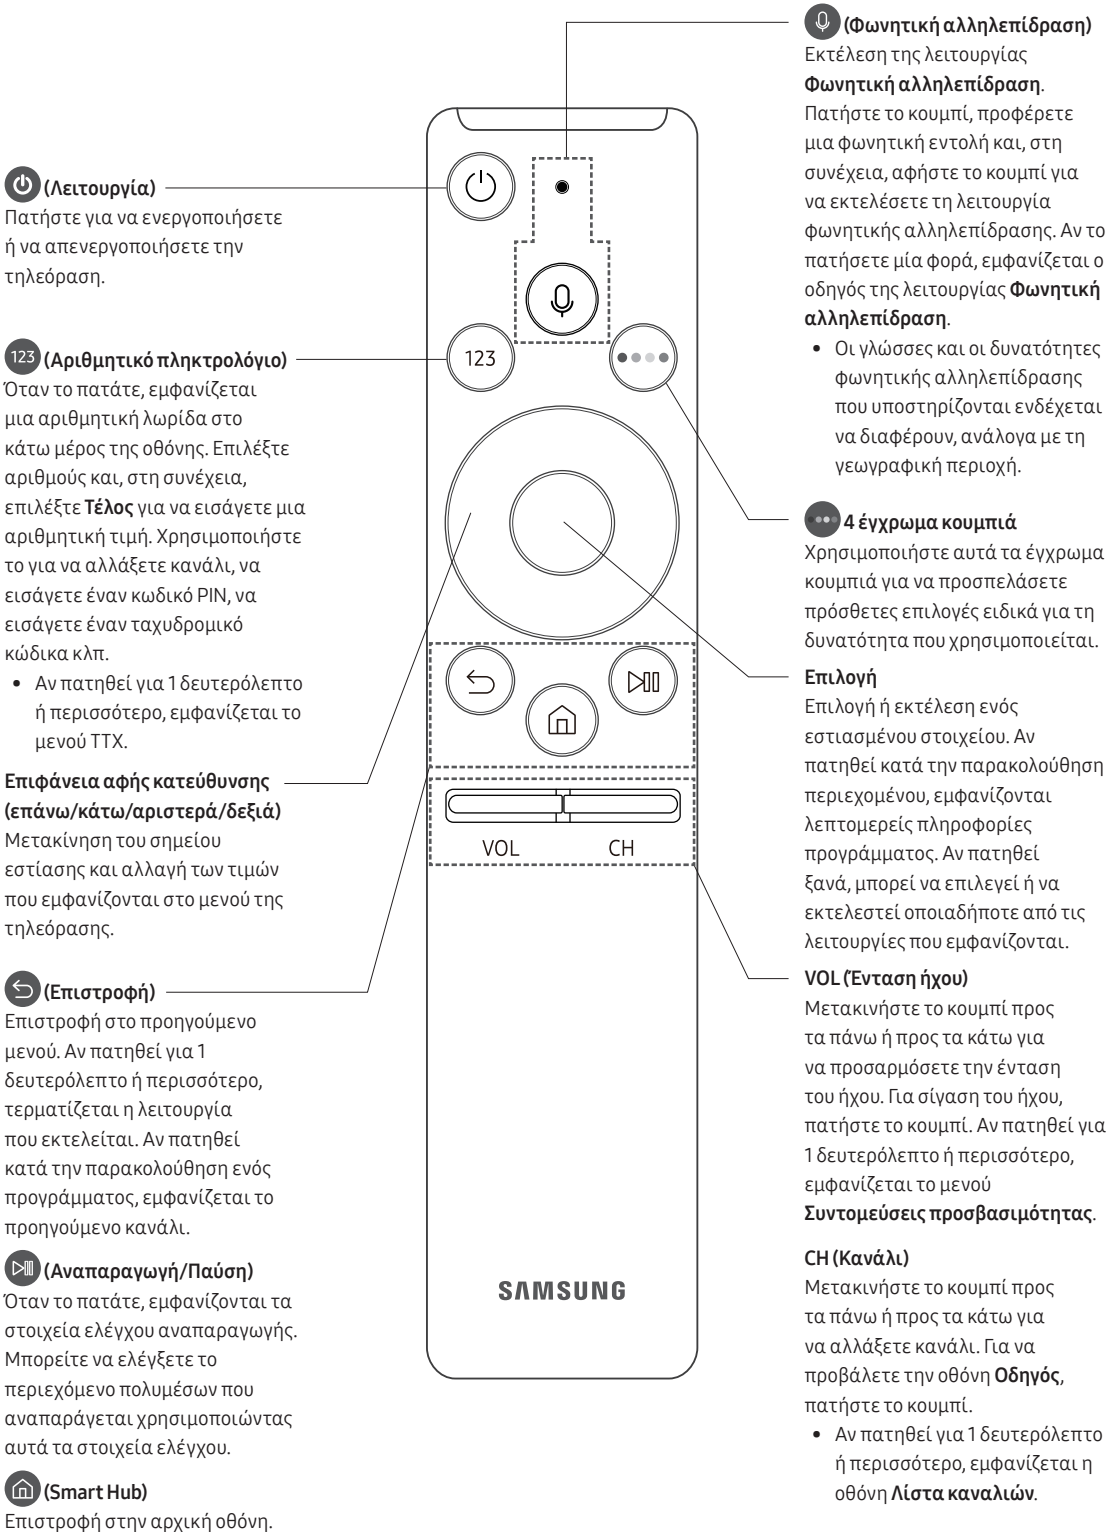 (Λειτουργία)
Πατήστε για να ενεργοποιήσετε
ή να απενεργοποιήσετε την
τηλεόραση.
123 (Αριθμητικό πληκτρολόγιο)
Όταν το πατάτε, εμφανίζεται
μια αριθμητική λωρίδα στο
κάτω μέρος της οθόνης. Επιλέξτε
αριθμούς και, στη συνέχεια,
επιλέξτε Τέλος για να εισάγετε μια
αριθμητική τιμή. Χρησιμοποιήστε
το για να αλλάξετε κανάλι, να
εισάγετε έναν κωδικό PIN, να
εισάγετε έναν ταχυδρομικό
κώδικα κλπ.
• Αν πατηθεί για 1 δευτερόλεπτο
ή περισσότερο, εμφανίζεται το
μενού TTX.
Επιφάνεια αφής κατεύθυνσης
(επάνω/κάτω/αριστερά/δεξιά)
Μετακίνηση του σημείου
εστίασης και αλλαγή των τιμών
που εμφανίζονται στο μενού της
τηλεόρασης.
(Επιστροφή)
Επιστροφή στο προηγούμενο
μενού. Αν πατηθεί για 1
δευτερόλεπτο ή περισσότερο,
τερματίζεται η λειτουργία
που εκτελείται. Αν πατηθεί
κατά την παρακολούθηση ενός
προγράμματος, εμφανίζεται το
προηγούμενο κανάλι.
(Αναπαραγωγή/Παύση)
Όταν το πατάτε, εμφανίζονται τα
στοιχεία ελέγχου αναπαραγωγής.
Μπορείτε να ελέγξετε το
περιεχόμενο πολυμέσων που
αναπαράγεται χρησιμοποιώντας
αυτά τα στοιχεία ελέγχου.
(Smart Hub)
Επιστροφή στην αρχική οθόνη.
123
VOL CH
SAMSUNG
(Φωνητική αλληλεπίδραση)
Εκτέλεση της λειτουργίας
Φωνητική αλληλεπίδραση.
Πατήστε το κουμπί, προφέρετε
μια φωνητική εντολή και, στη
συνέχεια, αφήστε το κουμπί για
να εκτελέσετε τη λειτουργία
φωνητικής αλληλεπίδρασης. Αν το
πατήσετε μία φορά, εμφανίζεται ο
οδηγός της λειτουργίας Φωνητική
αλληλεπίδραση.
• Οι γλώσσες και οι δυνατότητες
φωνητικής αλληλεπίδρασης
που υποστηρίζονται ενδέχεται
να διαφέρουν, ανάλογα με τη
γεωγραφική περιοχή.
4 έγχρωμα κουμπιά
Χρησιμοποιήστε αυτά τα έγχρωμα
κουμπιά για να προσπελάσετε
πρόσθετες επιλογές ειδικά για τη
δυνατότητα που χρησιμοποιείται.
Επιλογή
Επιλογή ή εκτέλεση ενός
εστιασμένου στοιχείου. Αν
πατηθεί κατά την παρακολούθηση
περιεχομένου, εμφανίζονται
λεπτομερείς πληροφορίες
προγράμματος. Αν πατηθεί
ξανά, μπορεί να επιλεγεί ή να
εκτελεστεί οποιαδήποτε από τις
λειτουργίες που εμφανίζονται.
VOL (Ένταση ήχου)
Μετακινήστε το κουμπί προς
τα πάνω ή προς τα κάτω για
να προσαρμόσετε την ένταση
του ήχου. Για σίγαση του ήχου,
πατήστε το κουμπί. Αν πατηθεί για
1 δευτερόλεπτο ή περισσότερο,
εμφανίζεται το μενού
Συντομεύσεις προσβασιμότητας.
CH (Κανάλι)
Μετακινήστε το κουμπί προς
τα πάνω ή προς τα κάτω για
να αλλάξετε κανάλι. Για να
προβάλετε την οθόνη Οδηγός,
πατήστε το κουμπί.
• Αν πατηθεί για 1 δευτερόλεπτο
ή περισσότερο, εμφανίζεται η
οθόνη Λίστα καναλιών.